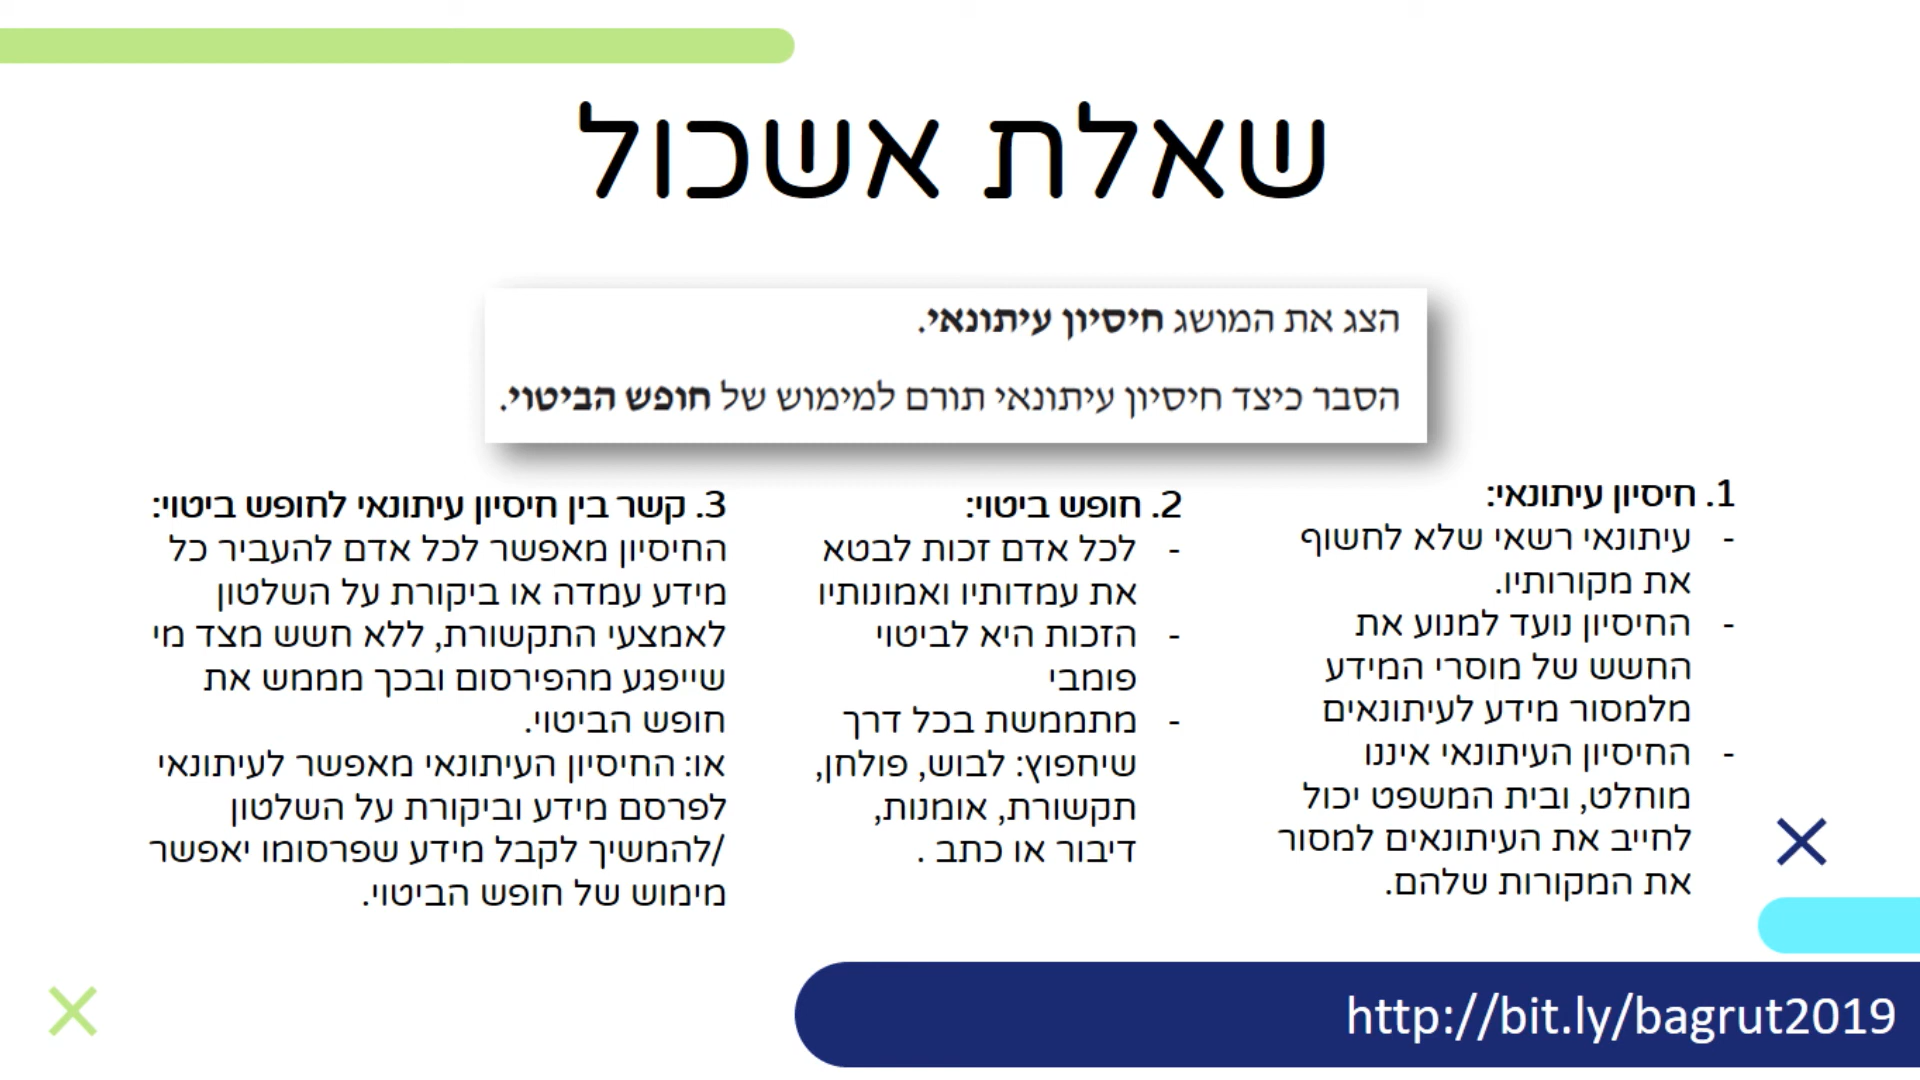 שאלת אשכול
הצג את המושג חיסיון עיתונאי.
הסבר כיצד חיסיון עיתונאי תורם למימוש של חופש הביטוי.
1. חיסיון עיתונאי:
- עיתונאי רשאי שלא לחשוף
את מקורותיו.
- החיסיון נועד למנוע את
החשש של מוסרי המידע
מלמסור מידע לעיתונאים
- החיסיון העיתונאי איננו
מוחלט, ובית המשפט יכול
לחייב את העיתונאים למסור
את המקורות שלהם.
2. חופש ביטוי:
- לכל אדם זכות לבטא
את עמדותיו ואמונותיו
- הזכות היא לביטוי
פומבי
- מתממשת בכל דרך
שיחפוץ: לבוש, פולחן,
תקשורת, אומנות,
דיבור או כתב .
3. קשר בין חיסיון עיתונאי לחופש ביטוי:
החיסיון מאפשר לכל אדם להעביר כל
מידע עמדה או ביקורת על השלטון
לאמצעי התקשורת, ללא חשש מצד מי
שייפגע מהפירסום ובכך מממש את
חופש הביטוי.
או: החיסיון העיתונאי מאפשר לעיתונאי
לפרסם מידע וביקורת על השלטון
/להמשיך לקבל מידע שפרסומו יאפשר
מימוש של חופש הביטוי.
http://bit.ly/bagrut2019